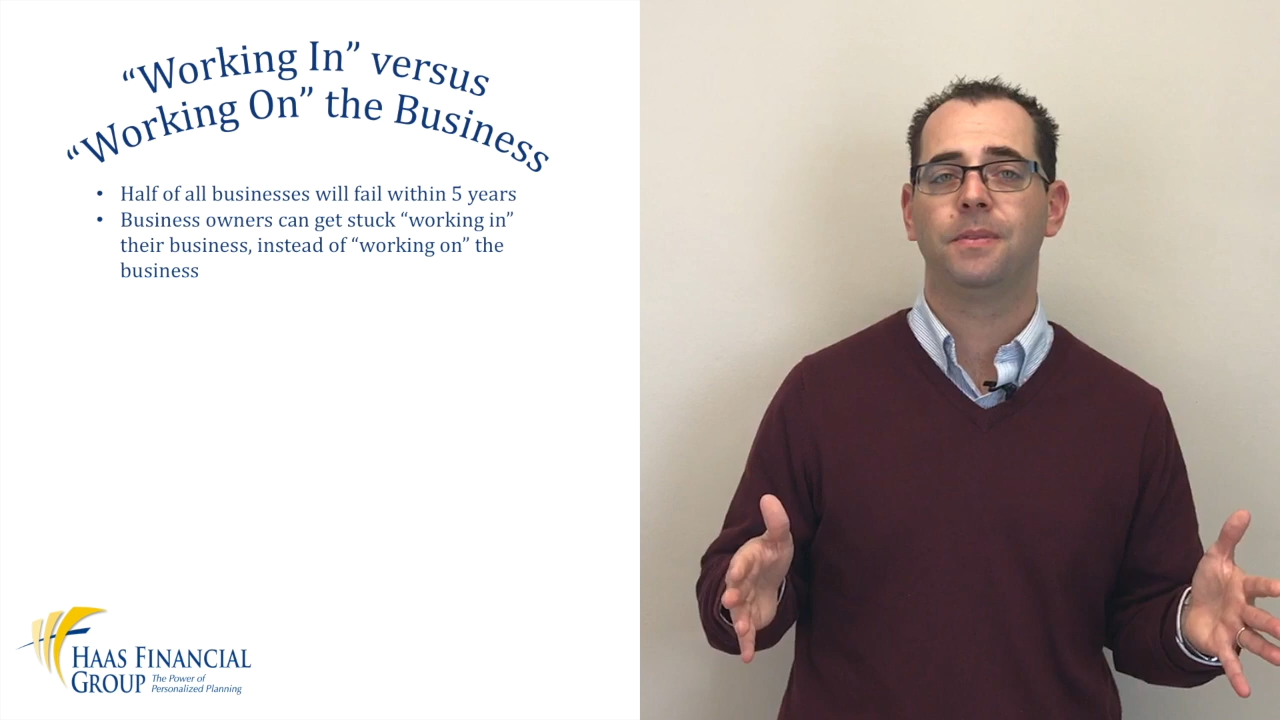 “Working In” versus
“Working On” the Business
• Half of all businesses will fail within 5 years
• Business owners can get stuck “working in”
their business, instead of “working on” the
business
HAAS FINANCIAL
GROUP The Power of
Personalized Planning